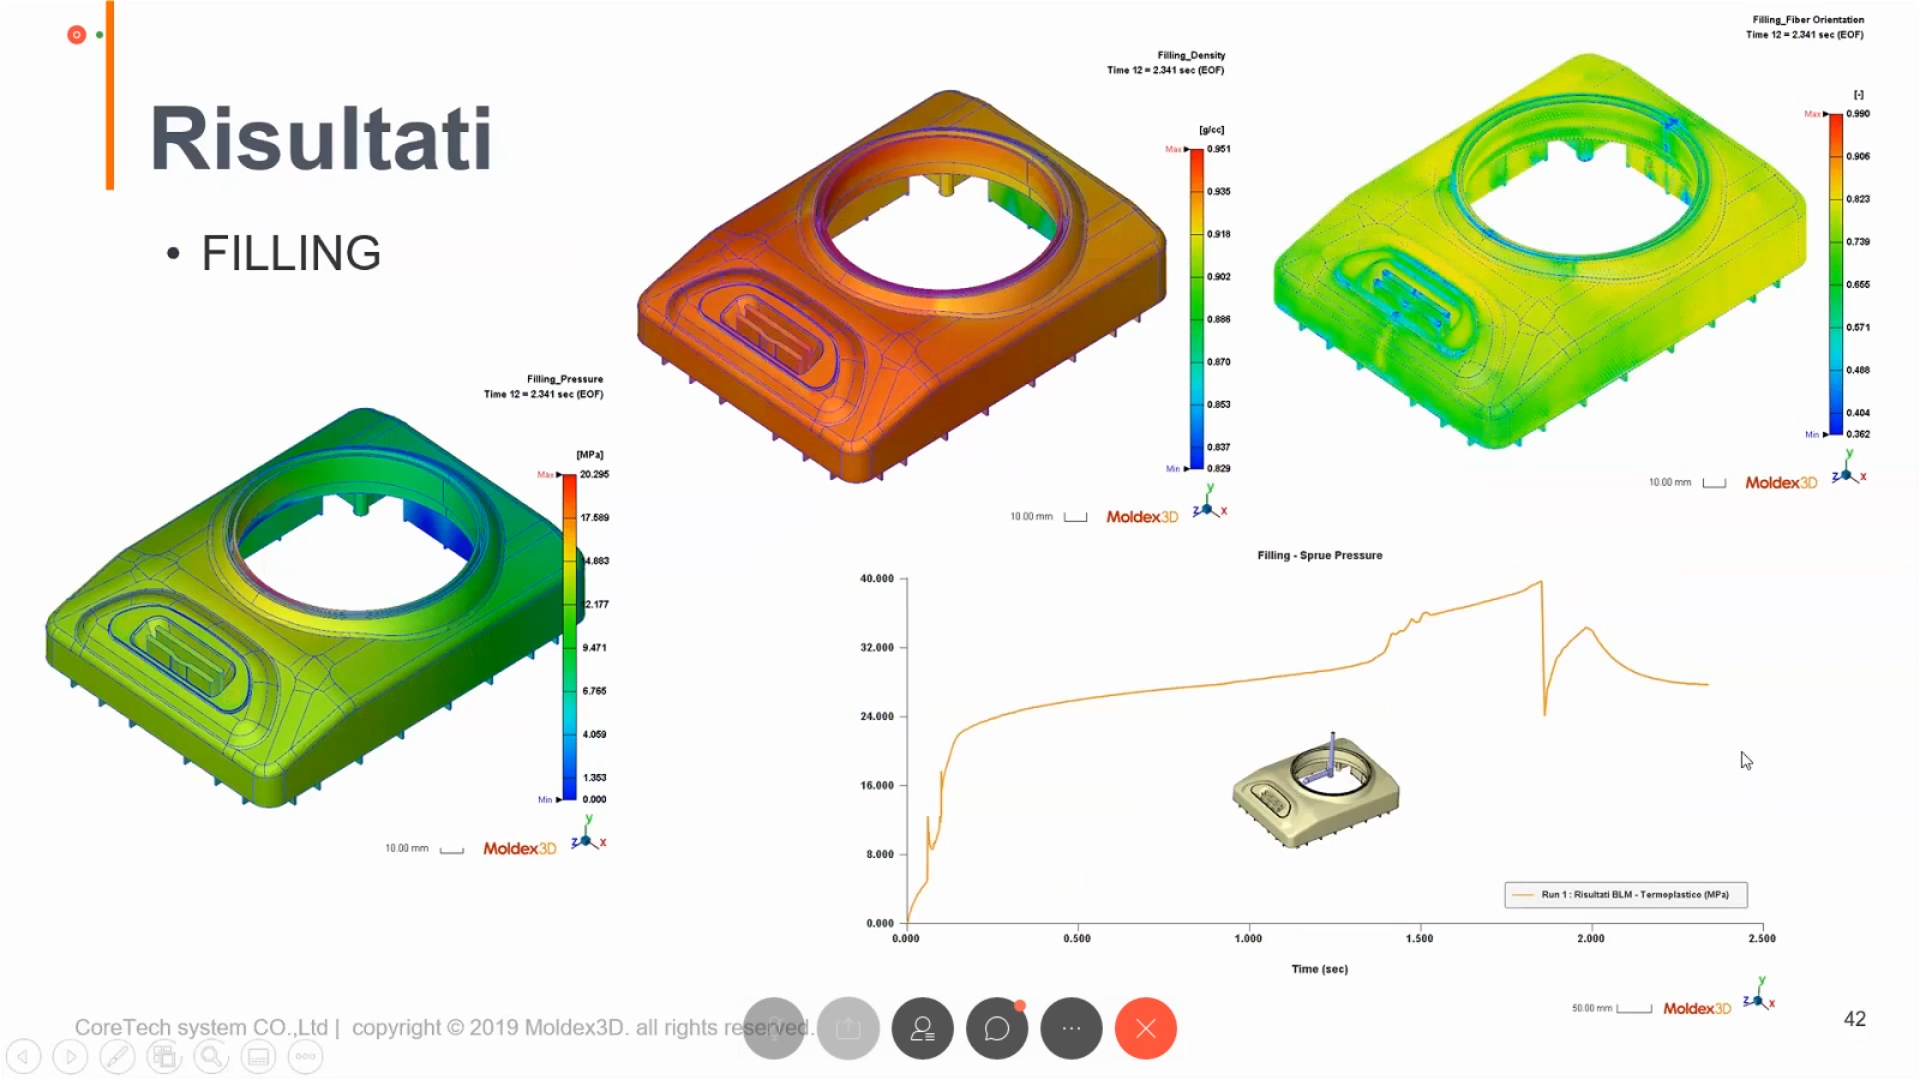 Risultati
• FILLING
Filling_Pressure
Time 12 = 2.341 sec (EOF)
[MPa]
Max
20.295
17.589
14.883
12.177
9.471
6.765
4.059
1.353
Min
0.000
y
z
x
10.00 mm
Moldex3D
Filling_Density
Time 12 = 2.341 sec (EOF)
[g/cc]
Max
0.951
0.935
0.918
0.902
0.886
0.870
0.853
0.837
Min
0.829
y
z
x
10.00 mm
Moldex3D
Filling_Fiber Orientation
Time 12 = 2.341 sec (EOF)
[-]
Max
0.990
0.906
0.823
0.739
0.655
0.571
0.488
0.404
Min
0.362
y
z
x
10.00 mm
Moldex3D
Filling - Sprue Pressure
40.000
32.000
24.000
16.000
8.000
0.000
0.000
0.500
1.000
1.500
2.000
2.500
Time (sec)
Run 1 : Risultati BLM - Termoplastico (MPa)
y
z
x
50.00 mm
Moldex3D
CoreTech system CO.,Ltd | copyright © 2019 Moldex3D. all rights reserved.
42